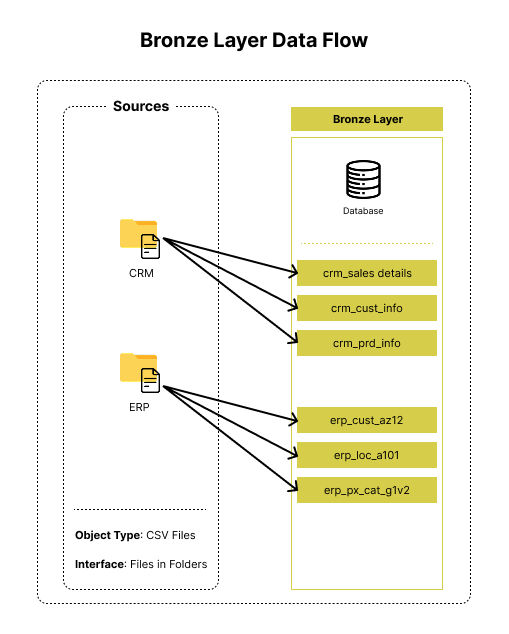 Bronze Layer Data Flow
Sources
CRM
ERP
Object Type: CSV Files
Interface: Files in Folders
Bronze Layer
Database
crm_sales details
crm_cust_info
crm_prd_info
erp_cust_az12
erp_loc_a101
erp_px_cat_g1v2